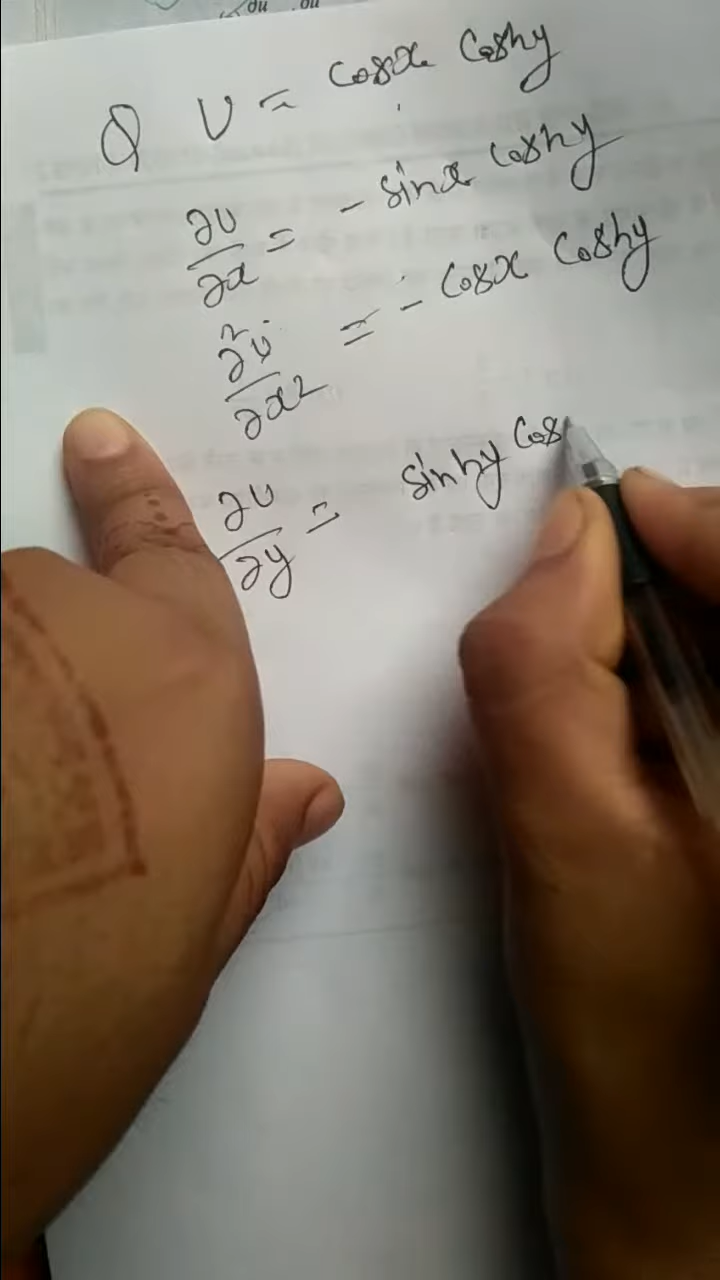 Q U = cosx coshy
∂U/∂x = - sinx coshy
∂²U/∂x² = - cosx coshy
∂U/∂y = sinhy cos